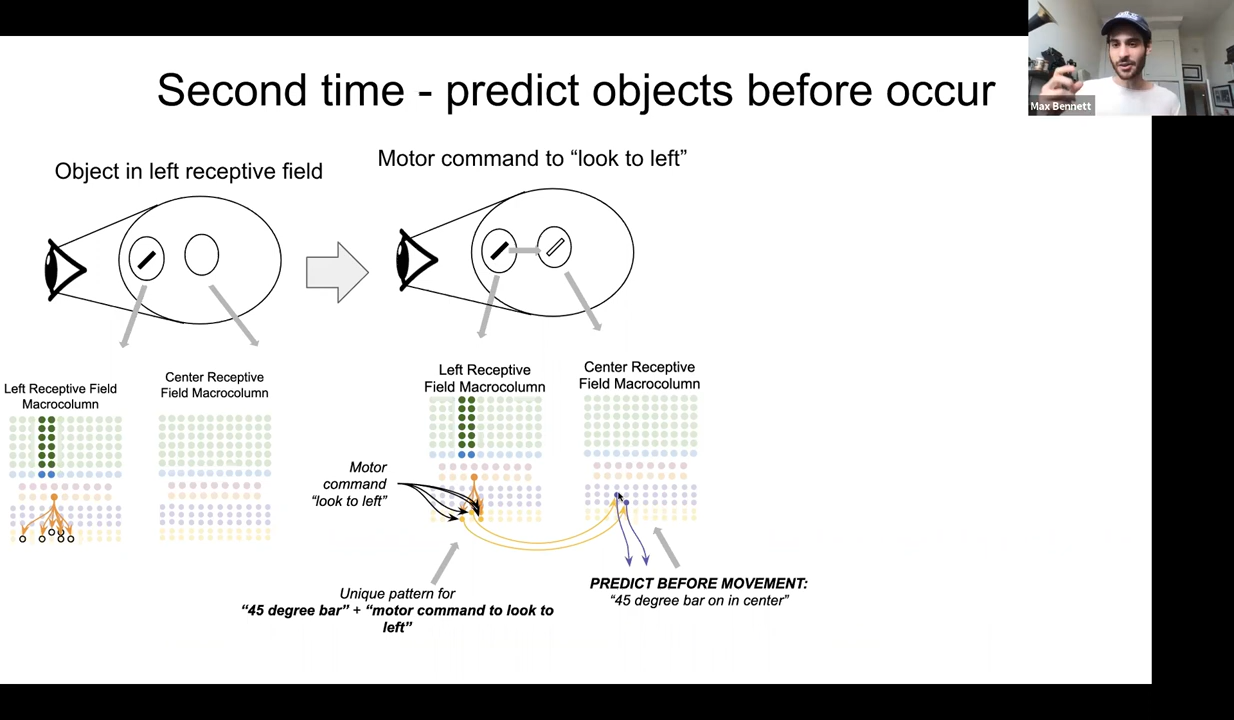 Second time - predict objects before occur
Max Bennett
Object in left receptive field
Motor command to “look to left”
Left Receptive Field
Macrocolumn
Center Receptive
Field Macrocolumn
Left Receptive
Field Macrocolumn
Center Receptive
Field Macrocolumn
Motor
command
“look to left”
Unique pattern for
“45 degree bar” + “motor command to look to
left”
PREDICT BEFORE MOVEMENT:
“45 degree bar on in center”